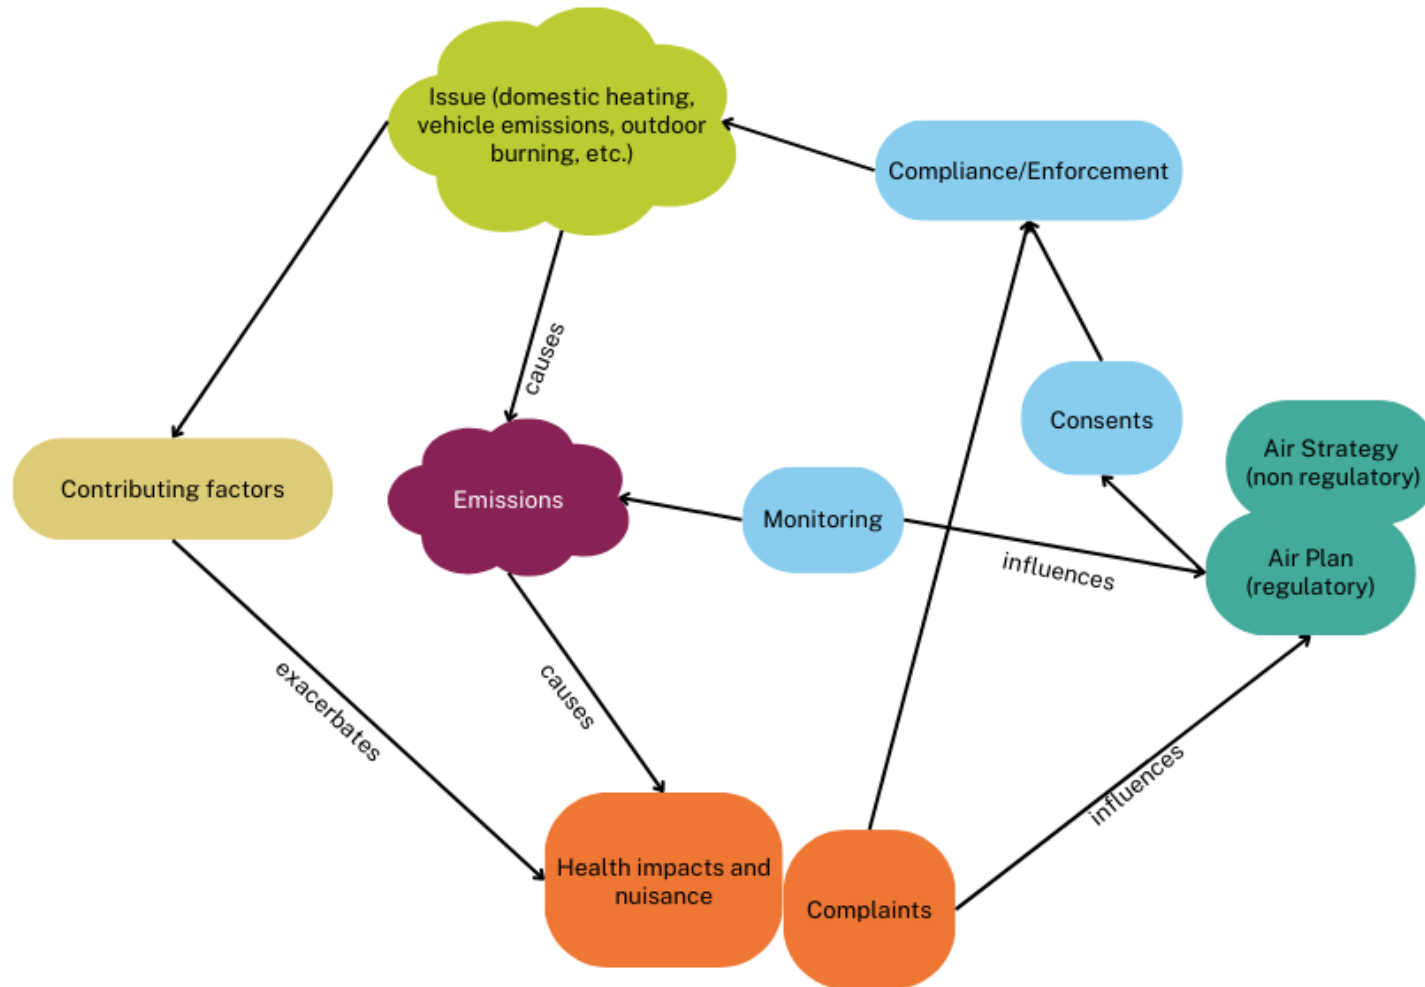 Issue (domestic heating,
vehicle emissions, outdoor
burning, etc.)
Compliance/Enforcement
causes
Consents
Air Strategy
(non regulatory)
Contributing factors
Emissions
Monitoring
influences
Air Plan
(regulatory)
exacerbates
causes
influences
Health impacts and
nuisance
Complaints